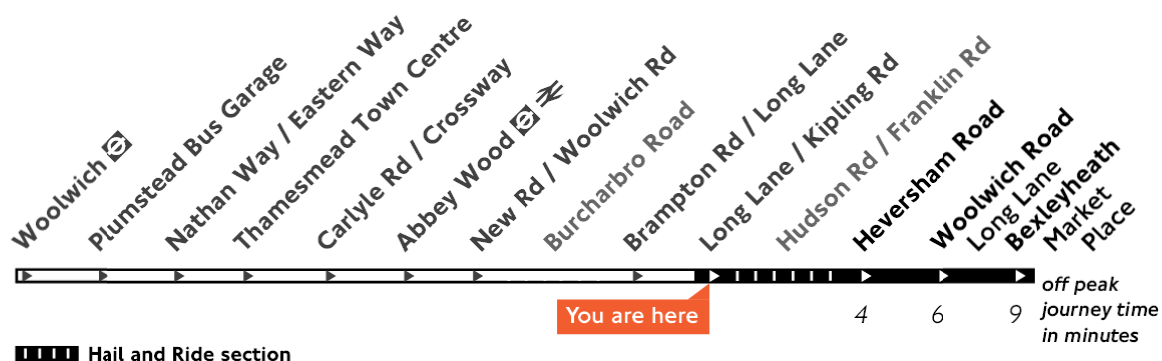 Woolwich
Plumstead Bus Garage
Nathan Way / Eastern Way
Thamesmead Town Centre
Carlyle Rd / Crossway
Abbey Wood
New Rd / Woolwich Rd
Burcharbro Road
Brampton Rd / Long Lane
Long Lane / Kipling Rd
Hudson Rd / Franklin Rd
Heversham Road
Woolwich Road
Long Lane
Bexleyheath
Market
Place
You are here
4
6
9
off peak
journey time
in minutes
Hail and Ride section